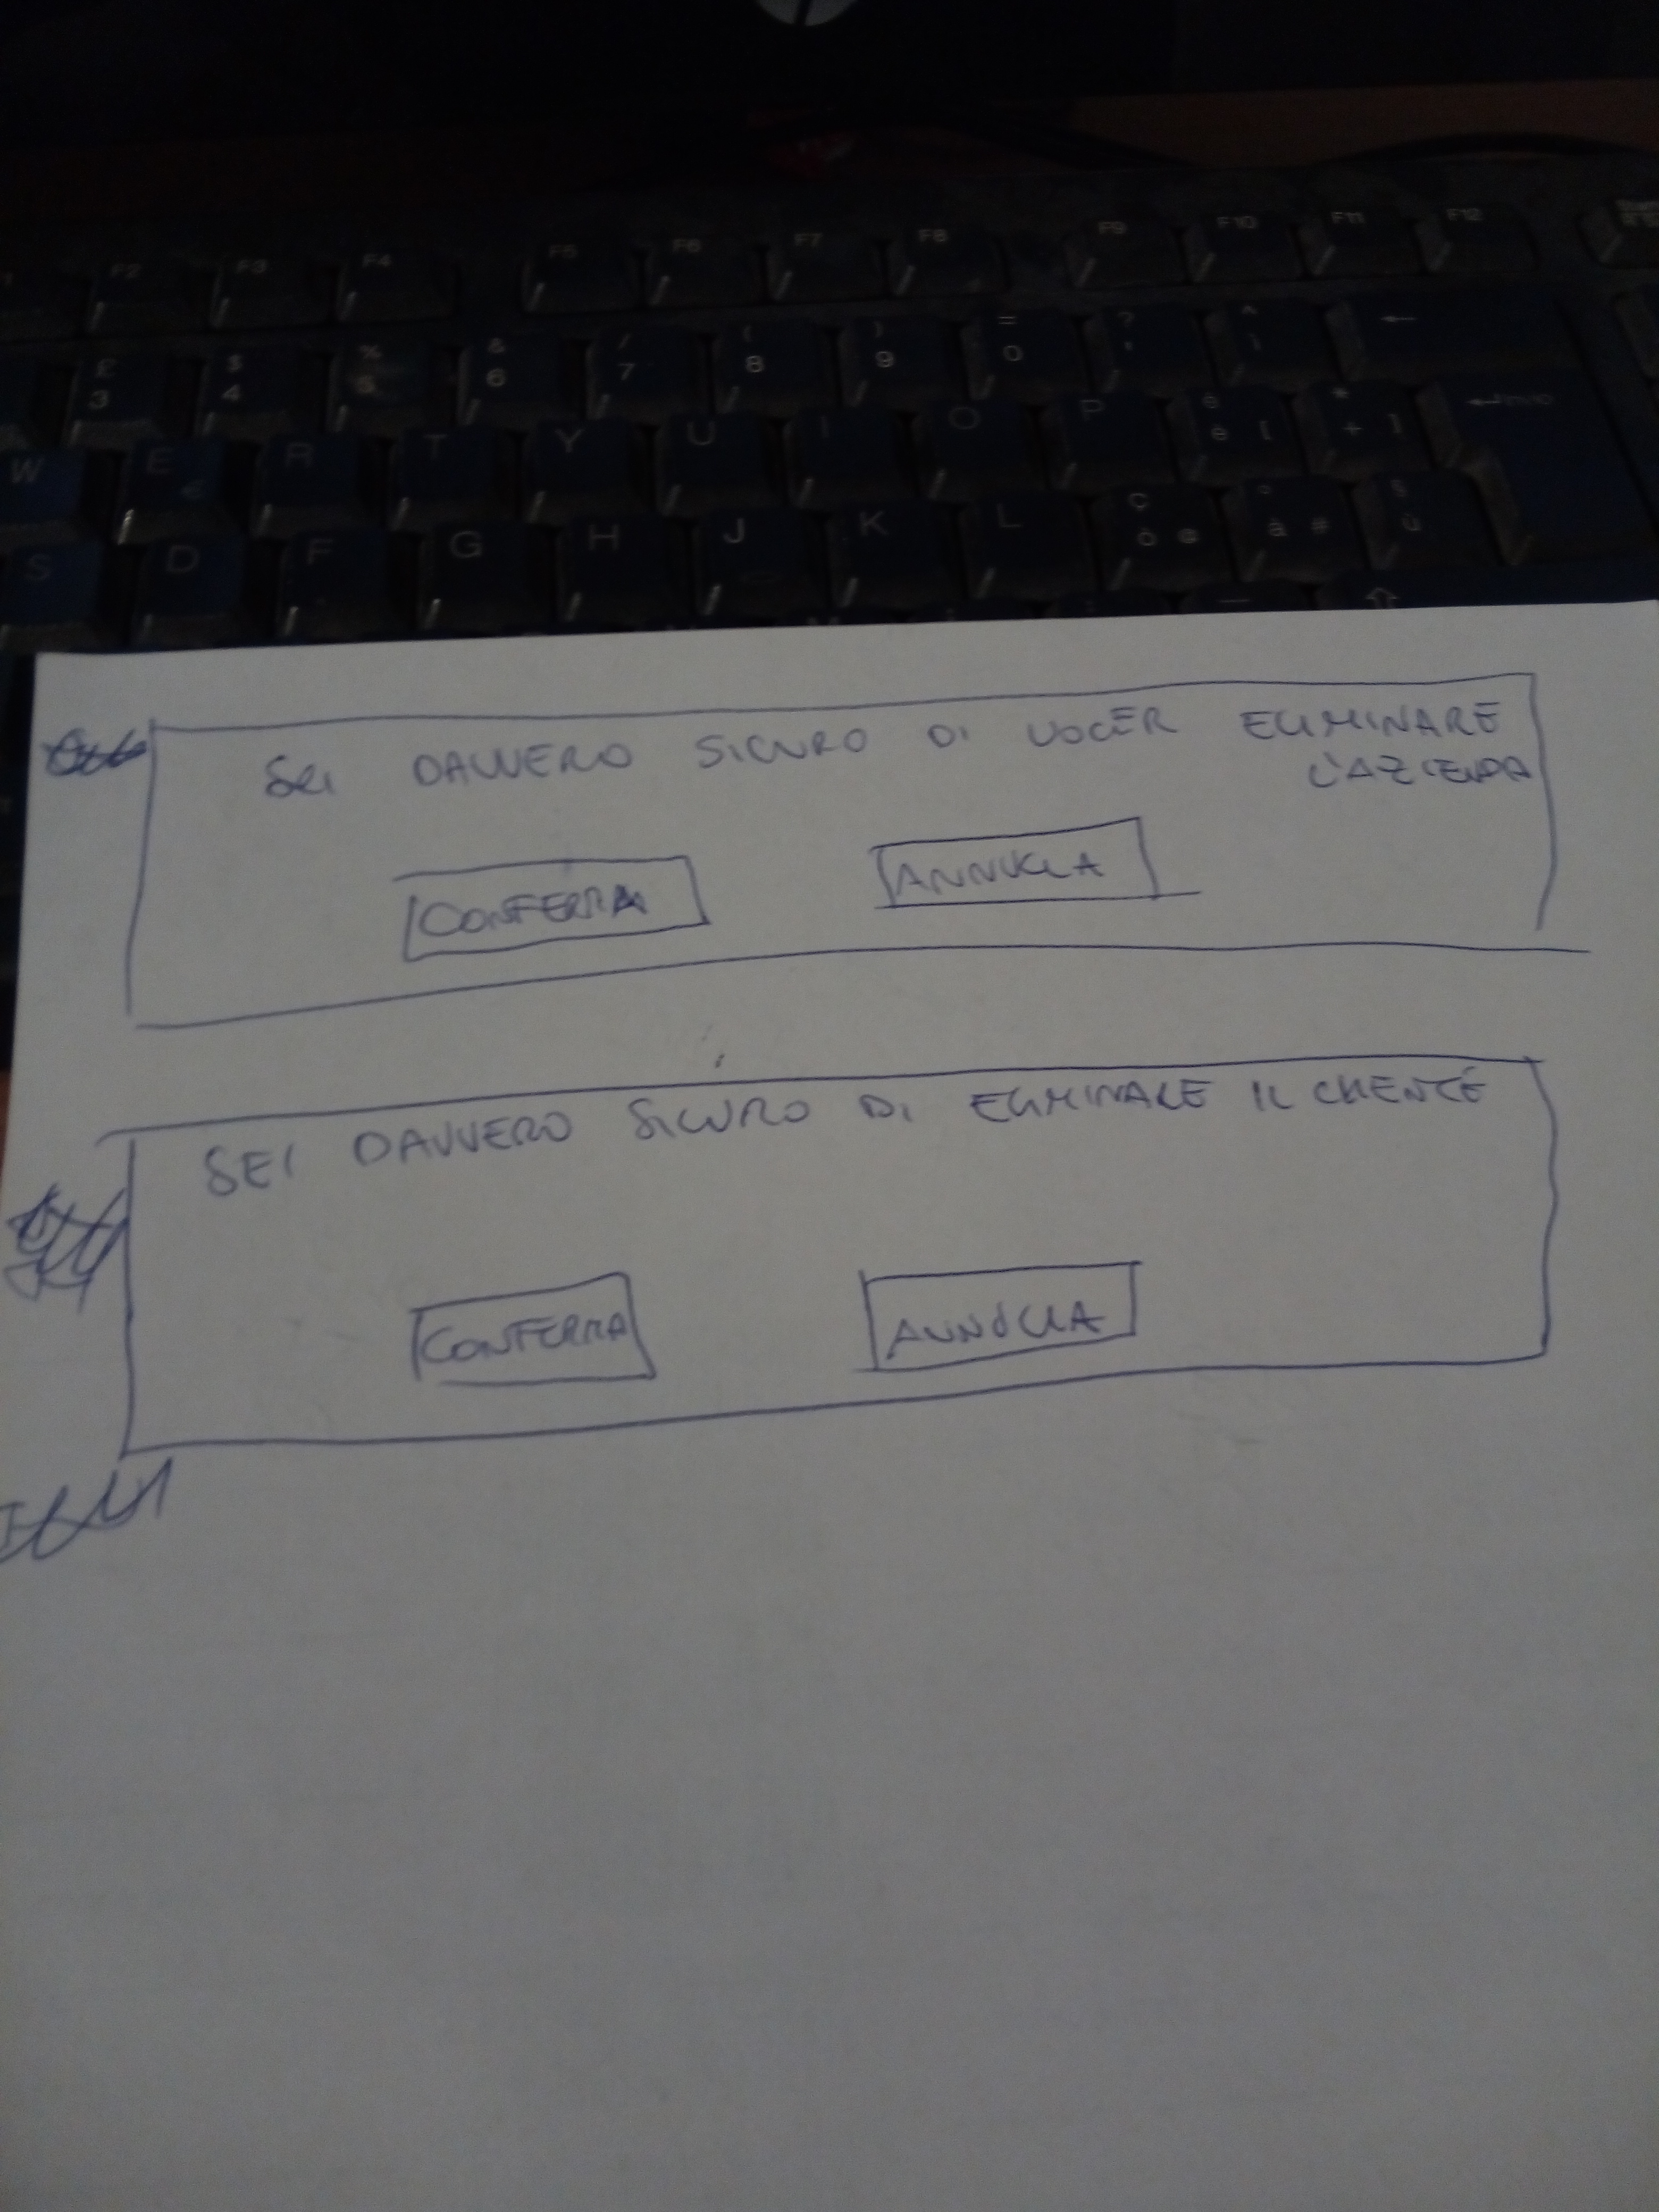 F2 F3 F4 F5 F6 F7 F8 F9 F10 F11 F12
£ $ % & / ( ) = ? ^
3 4 5 6 7 8 9 0 ' ì ←
W E € R T Y U I O P é è [ * + ] INVIO
S D F G H J K L ç ò @ ° à # § ù
SEI DAVVERO SICURO DI VOLER ELIMINARE
L'AZIENDA
CONFERMA ANNULLA
SEI DAVVERO SICURO DI ELIMINARE IL CLIENTE
CONFERMA ANNULLA